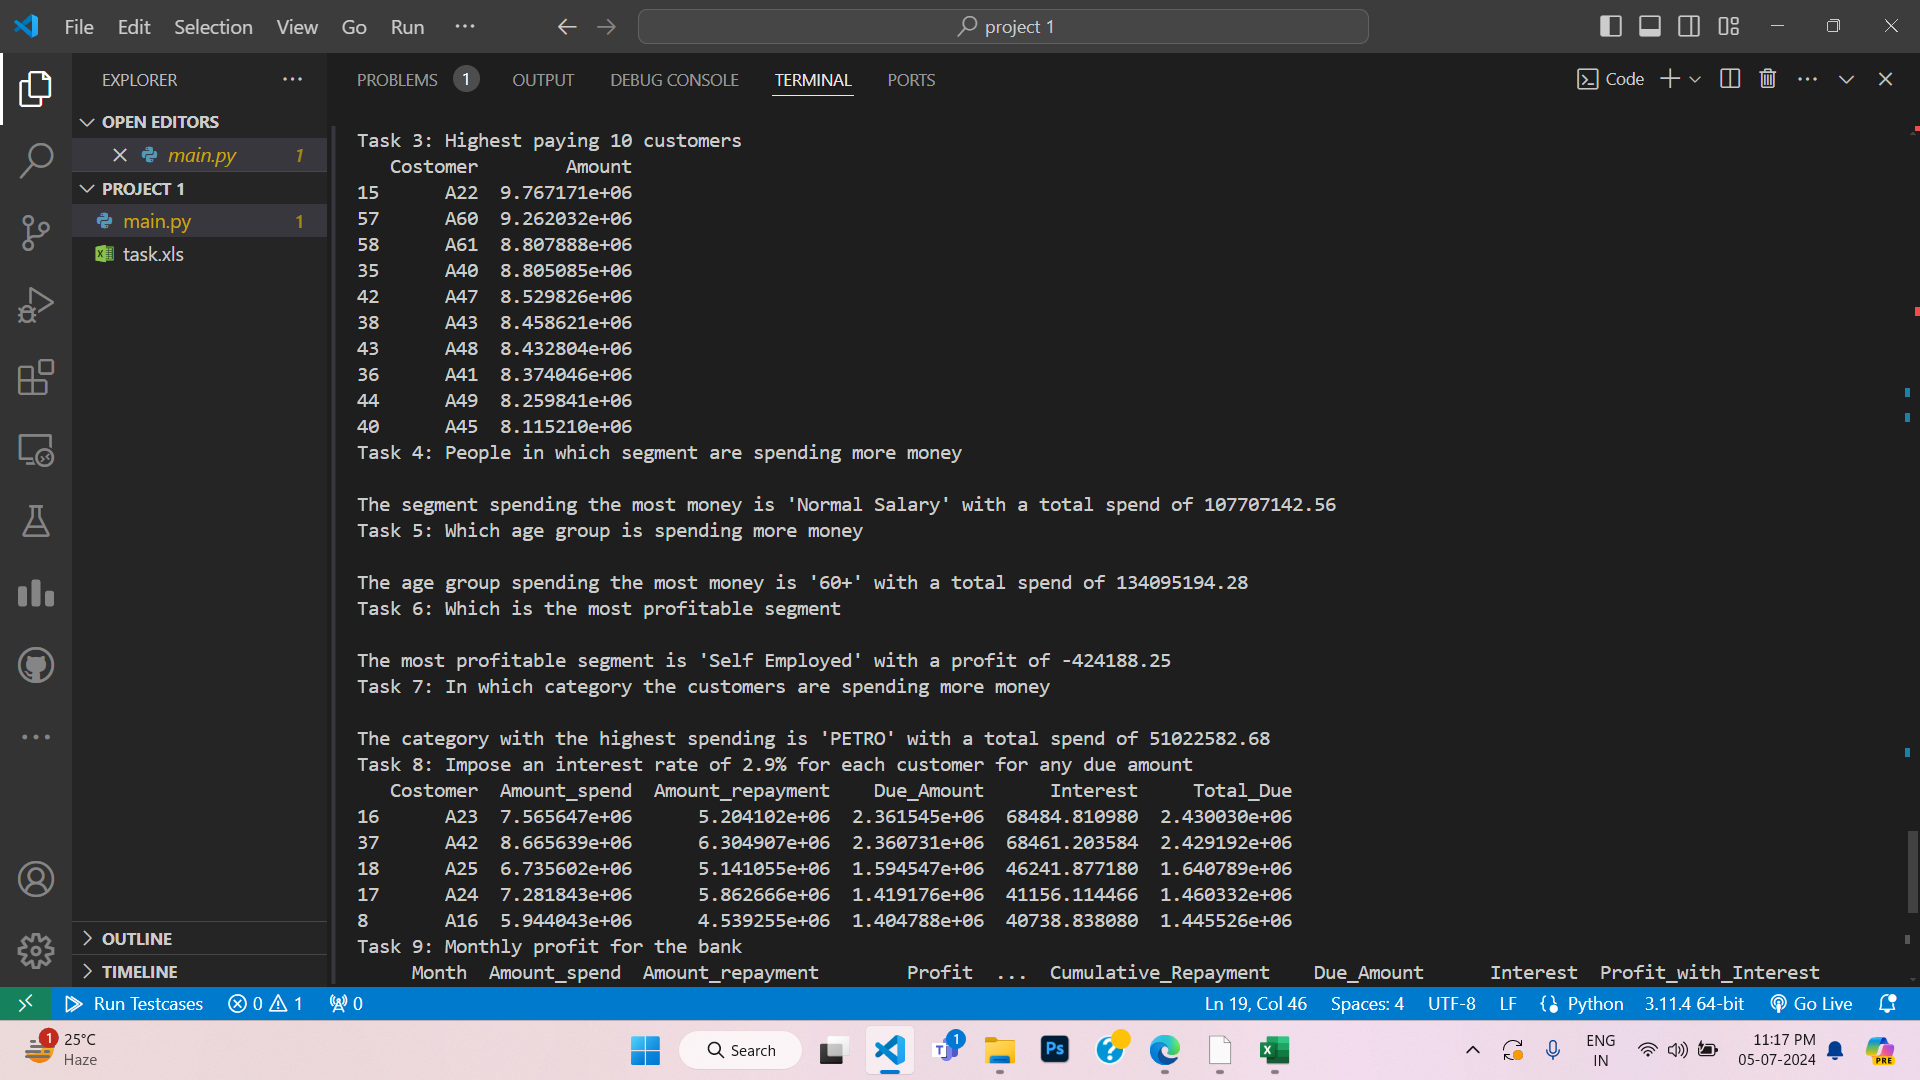 File Edit Selection View Go Run ··· project 1
EXPLORER ···
OPEN EDITORS
main.py 1
PROJECT 1
main.py 1
task.xls
OUTLINE
TIMELINE
PROBLEMS 1 OUTPUT DEBUG CONSOLE TERMINAL PORTS Code
Task 3: Highest paying 10 customers
Costomer Amount
15 A22 9.767171e+06
57 A60 9.262032e+06
58 A61 8.807888e+06
35 A40 8.805085e+06
42 A47 8.529826e+06
38 A43 8.458621e+06
43 A48 8.432804e+06
36 A41 8.374046e+06
44 A49 8.259841e+06
40 A45 8.115210e+06
Task 4: People in which segment are spending more money
The segment spending the most money is 'Normal Salary' with a total spend of 107707142.56
Task 5: Which age group is spending more money
The age group spending the most money is '60+' with a total spend of 134095194.28
Task 6: Which is the most profitable segment
The most profitable segment is 'Self Employed' with a profit of -424188.25
Task 7: In which category the customers are spending more money
The category with the highest spending is 'PETRO' with a total spend of 51022582.68
Task 8: Impose an interest rate of 2.9% for each customer for any due amount
Costomer Amount_spend Amount_repayment Due_Amount Interest Total_Due
16 A23 7.565647e+06 5.204102e+06 2.361545e+06 68484.810980 2.430030e+06
37 A42 8.665639e+06 6.304907e+06 2.360731e+06 68461.203584 2.429192e+06
18 A25 6.735602e+06 5.141055e+06 1.594547e+06 46241.877180 1.640789e+06
17 A24 7.281843e+06 5.862666e+06 1.419176e+06 41156.114466 1.460332e+06
8 A16 5.944043e+06 4.539255e+06 1.404788e+06 40738.838080 1.445526e+06
Task 9: Monthly profit for the bank
Month Amount_spend Amount_repayment Profit ... Cumulative_Repayment Due_Amount Interest Profit_with_Interest
Run Testcases 0 1 0 Ln 19, Col 46 Spaces: 4 UTF-8 LF Python 3.11.4 64-bit Go Live
1 25°C
Haze
Search
1
Ps
ENG
IN
11:17 PM
05-07-2024
PRE